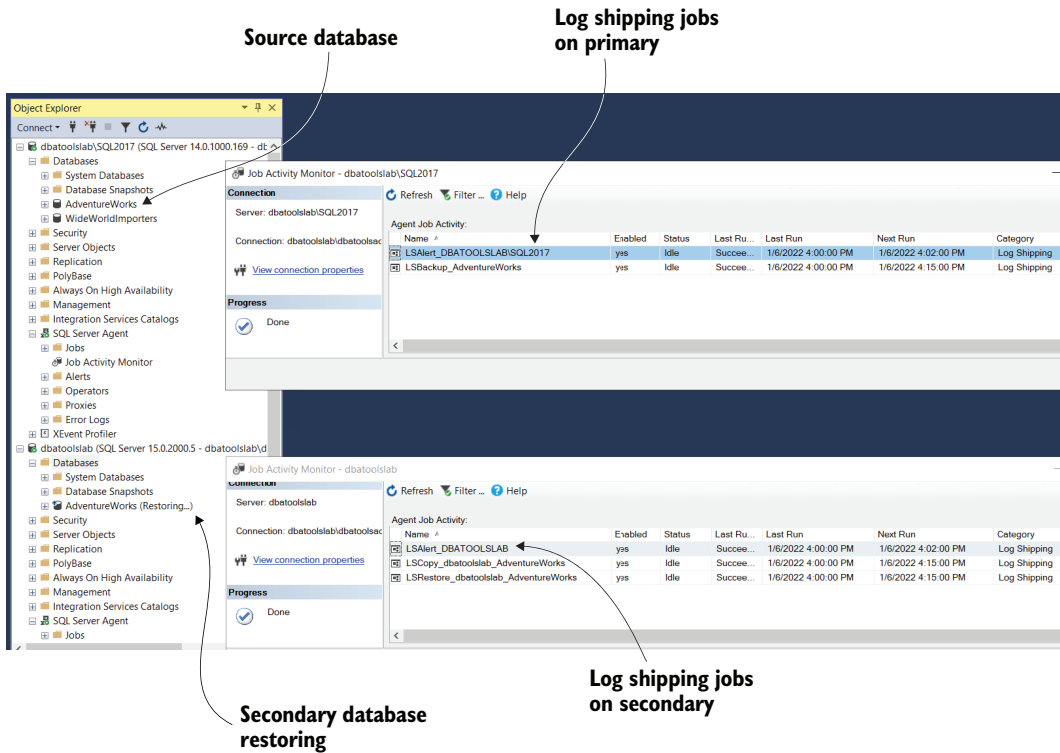 Source database
Log shipping jobs
on primary
Object Explorer
Connect
dbatoolslab\SQL2017 (SQL Server 14.0.1000.169 - db
Databases
System Databases
Database Snapshots
AdventureWorks
WideWorldImporters
Security
Server Objects
Replication
PolyBase
Always On High Availability
Management
Integration Services Catalogs
SQL Server Agent
Jobs
Job Activity Monitor
Alerts
Operators
Proxies
Error Logs
XEvent Profiler
dbatoolslab (SQL Server 15.0.2000.5 - dbatoolslab\d
Databases
System Databases
Database Snapshots
AdventureWorks (Restoring...)
Security
Server Objects
Replication
PolyBase
Always On High Availability
Management
Integration Services Catalogs
SQL Server Agent
Jobs
Job Activity Monitor - dbatoolslab\SQL2017
Connection
Server: dbatoolslab\SQL2017
Connection: dbatoolslab\dbatoolsac
View connection properties
Progress
Done
Refresh Filter ... Help
Agent Job Activity:
Name Enabled Status Last Ru... Last Run Next Run Category
LSAlert_DBATOOLSLAB\SQL2017 yes Idle Succee... 1/6/2022 4:00:00 PM 1/6/2022 4:02:00 PM Log Shipping
LSBackup_AdventureWorks yes Idle Succee... 1/6/2022 4:00:00 PM 1/6/2022 4:15:00 PM Log Shipping
Job Activity Monitor - dbatoolslab
Connection
Server: dbatoolslab
Connection: dbatoolslab\dbatoolsac
View connection properties
Progress
Done
Refresh Filter ... Help
Agent Job Activity:
Name Enabled Status Last Ru... Last Run Next Run Category
LSAlert_DBATOOLSLAB yes Idle Succee... 1/6/2022 4:00:00 PM 1/6/2022 4:02:00 PM Log Shipping
LSCopy_dbatoolslab_AdventureWorks yes Idle Succee... 1/6/2022 4:00:00 PM 1/6/2022 4:15:00 PM Log Shipping
LSRestore_dbatoolslab_AdventureWorks yes Idle Succee... 1/6/2022 4:00:00 PM 1/6/2022 4:15:00 PM Log Shipping
Log shipping jobs
on secondary
Secondary database
restoring